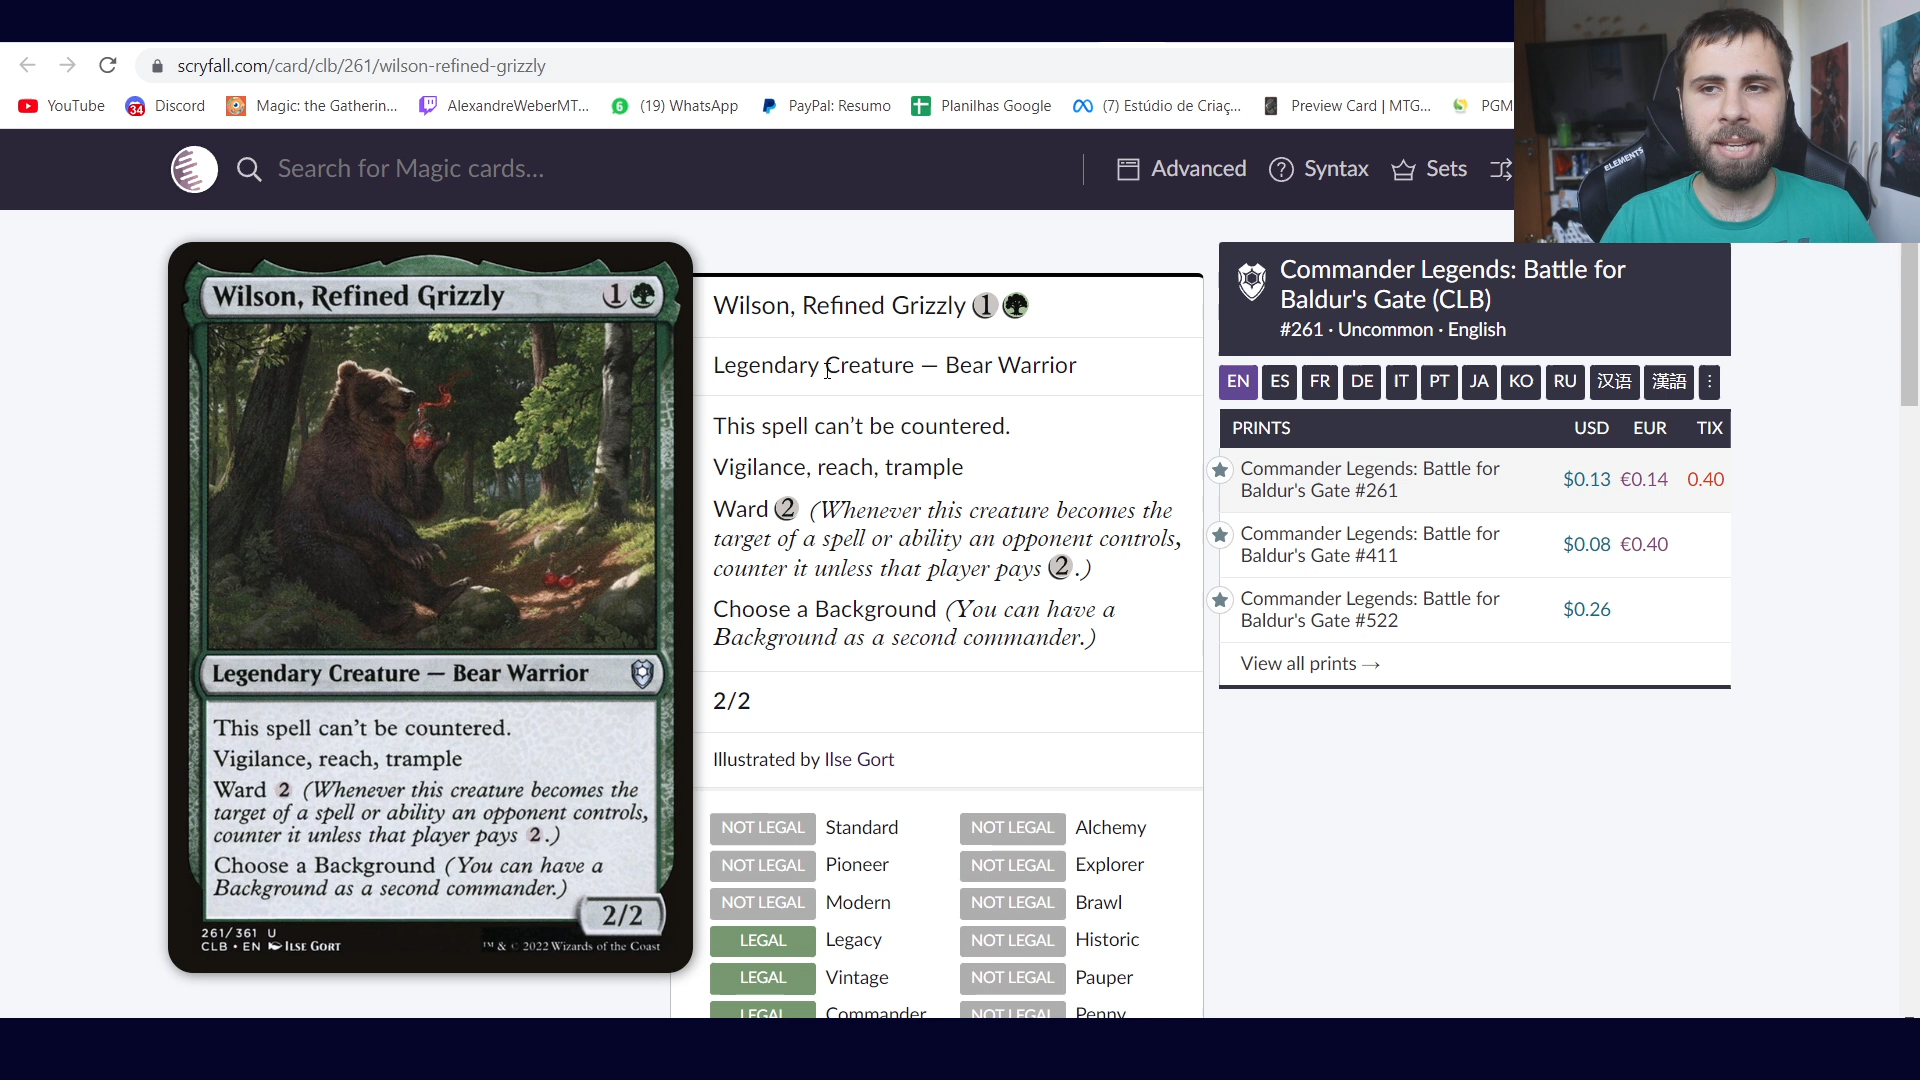 scryfall.com/card/clb/261/wilson-refined-grizzly
YouTube
34
Discord
Magic: the Gatherin...
AlexandreWeberMT...
6
(19) WhatsApp
PayPal: Resumo
Planilhas Google
(7) Estúdio de Criaç...
Preview Card | MTG...
PGM
ELEMENTS
Search for Magic cards...
Advanced
? Syntax
Sets
Wilson, Refined Grizzly 1
Legendary Creature — Bear Warrior
This spell can't be countered.
Vigilance, reach, trample
Ward 2 (Whenever this creature becomes the
target of a spell or ability an opponent controls,
counter it unless that player pays 2.)
Choose a Background (You can have a
Background as a second commander.)
2/2
261/361 U
CLB • EN ILSE GORT
™ & © 2022 Wizards of the Coast
Wilson, Refined Grizzly 1
Legendary Creature — Bear Warrior
This spell can't be countered.
Vigilance, reach, trample
Ward 2 (Whenever this creature becomes the
target of a spell or ability an opponent controls,
counter it unless that player pays 2.)
Choose a Background (You can have a
Background as a second commander.)
2/2
Illustrated by Ilse Gort
NOT LEGAL Standard NOT LEGAL Alchemy
NOT LEGAL Pioneer NOT LEGAL Explorer
NOT LEGAL Modern NOT LEGAL Brawl
LEGAL Legacy NOT LEGAL Historic
LEGAL Vintage NOT LEGAL Pauper
LEGAL Commander NOT LEGAL Penny
Commander Legends: Battle for
Baldur's Gate (CLB)
#261 · Uncommon · English
EN ES FR DE IT PT JA KO RU 汉语 漢語
PRINTS USD EUR TIX
Commander Legends: Battle for
Baldur's Gate #261 $0.13 €0.14 0.40
Commander Legends: Battle for
Baldur's Gate #411 $0.08 €0.40
Commander Legends: Battle for
Baldur's Gate #522 $0.26
View all prints →